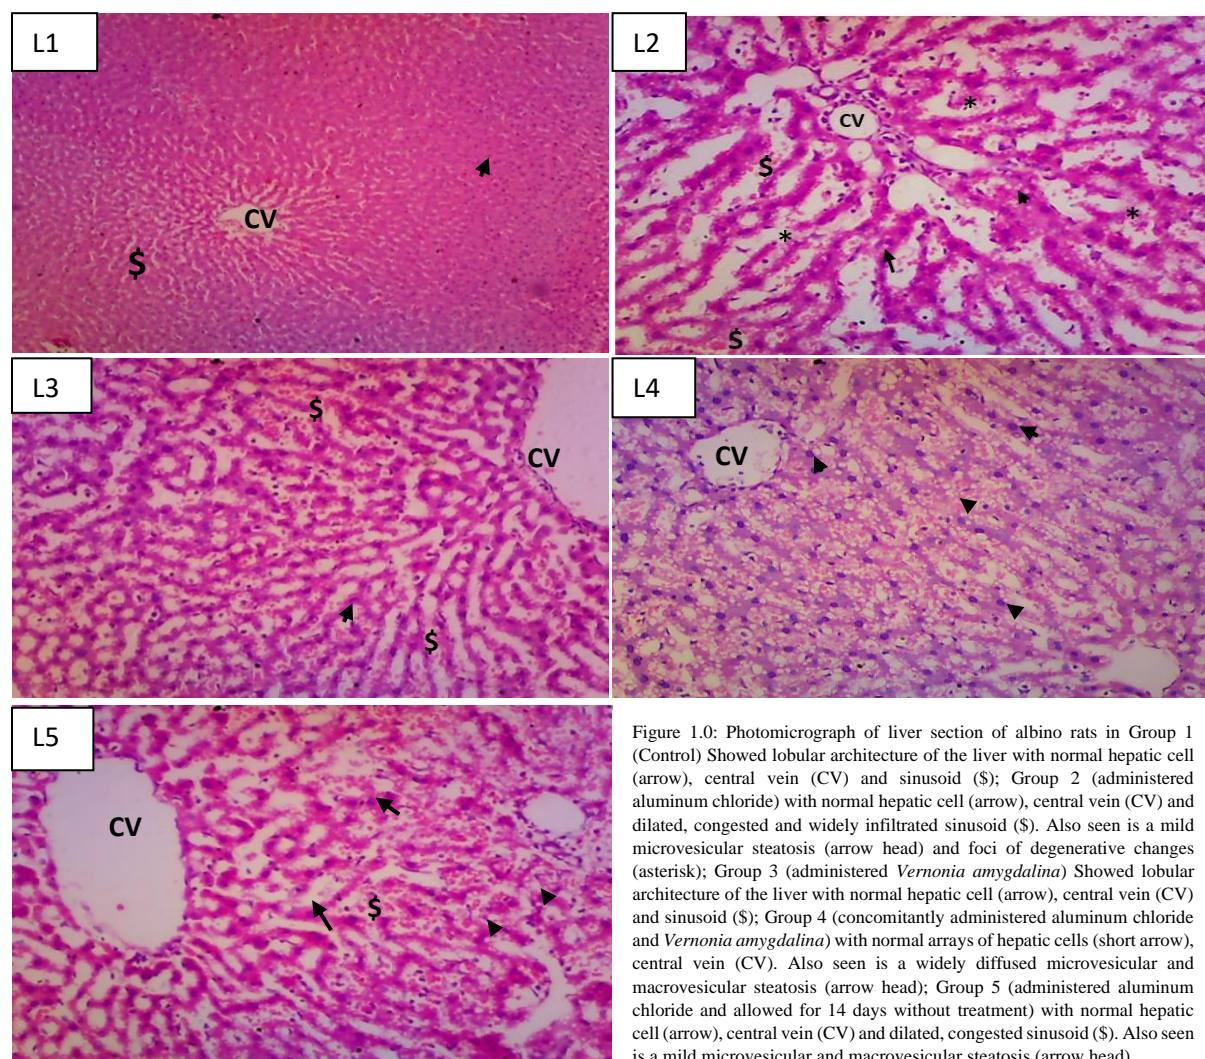 L1
CV
$
L2
*
CV
$
*
*
$
L3
$
CV
$
L4
CV
L5
CV
$
Figure 1.0: Photomicrograph of liver section of albino rats in Group 1
(Control) Showed lobular architecture of the liver with normal hepatic cell
(arrow), central vein (CV) and sinusoid ($); Group 2 (administered
aluminum chloride) with normal hepatic cell (arrow), central vein (CV) and
dilated, congested and widely infiltrated sinusoid ($). Also seen is a mild
microvesicular steatosis (arrow head) and foci of degenerative changes
(asterisk); Group 3 (administered Vernonia amygdalina) Showed lobular
architecture of the liver with normal hepatic cell (arrow), central vein (CV)
and sinusoid ($); Group 4 (concomitantly administered aluminum chloride
and Vernonia amygdalina) with normal arrays of hepatic cells (short arrow),
central vein (CV). Also seen is a widely diffused microvesicular and
macrovesicular steatosis (arrow head); Group 5 (administered aluminum
chloride and allowed for 14 days without treatment) with normal hepatic
cell (arrow), central vein (CV) and dilated, congested sinusoid ($). Also seen
is a mild microvesicular and macrovesicular steatosis (arrow head)